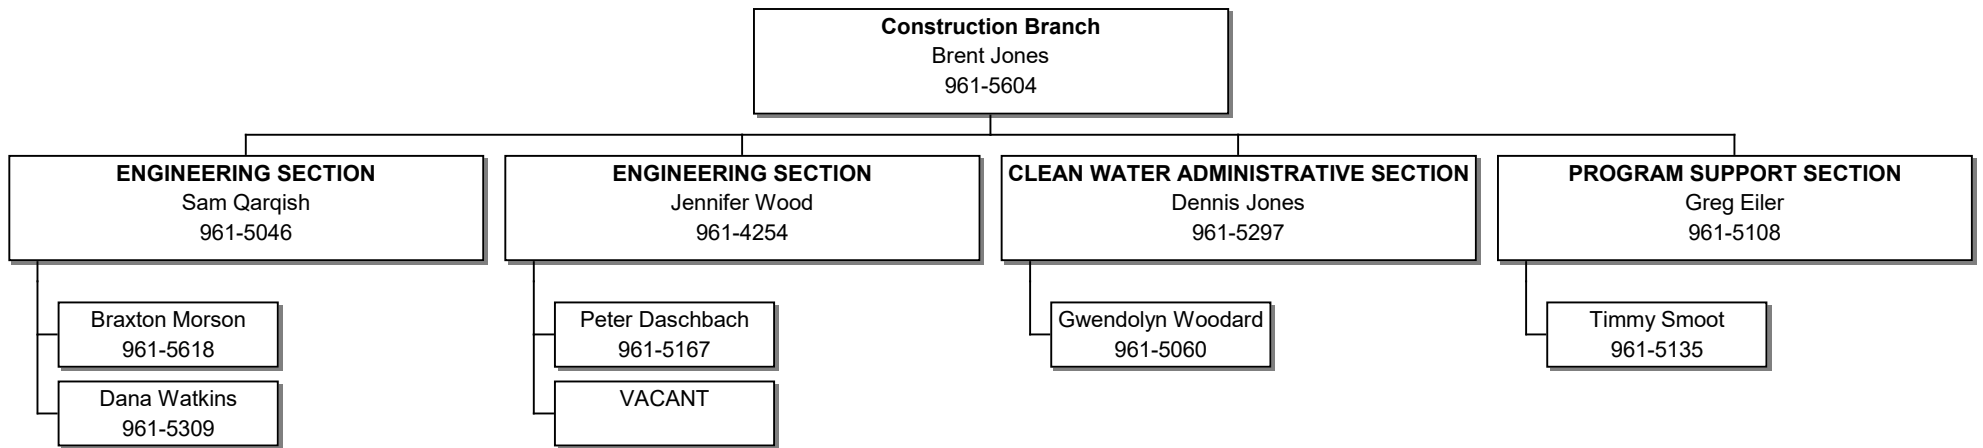 Construction Branch
Brent Jones
961-5604
ENGINEERING SECTION
Sam Qarqish
961-5046
ENGINEERING SECTION
Jennifer Wood
961-4254
CLEAN WATER ADMINISTRATIVE SECTION
Dennis Jones
961-5297
PROGRAM SUPPORT SECTION
Greg Eiler
961-5108
Braxton Morson
961-5618
Dana Watkins
961-5309
Peter Daschbach
961-5167
VACANT
Gwendolyn Woodard
961-5060
Timmy Smoot
961-5135